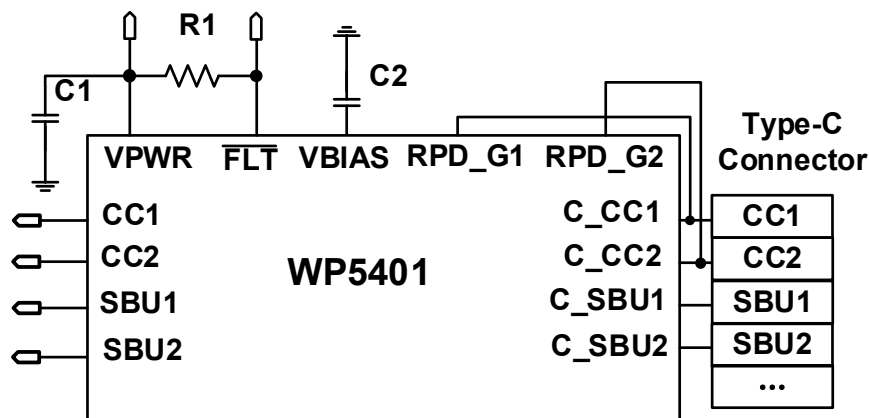 R1
C1
C2
VPWR FLT VBIAS RPD_G1 RPD_G2
Type-C
Connector
CC1 C_CC1 CC1
CC2 C_CC2 CC2
WP5401
SBU1 C_SBU1 SBU1
SBU2 C_SBU2 SBU2
...